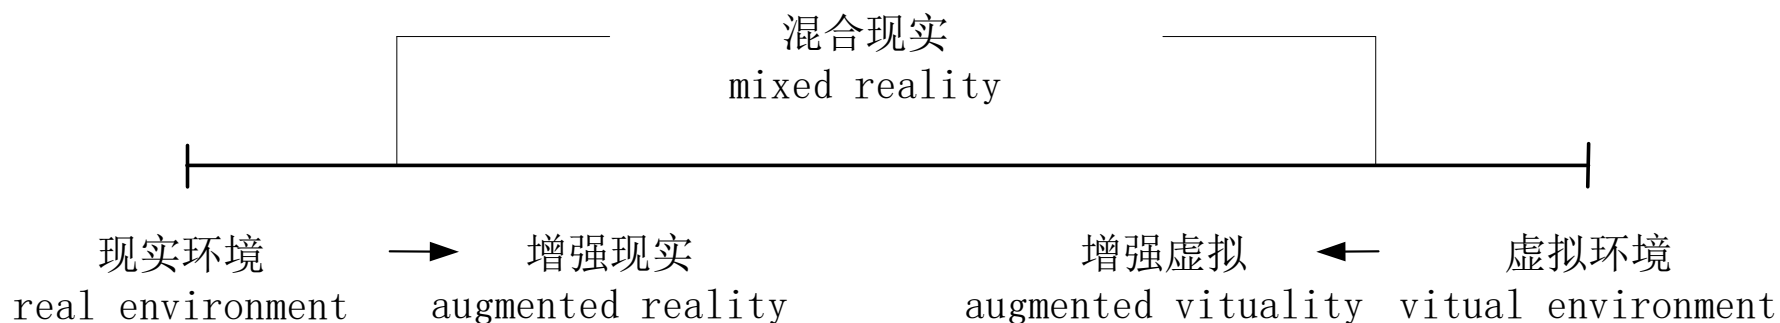 混合现实
mixed reality
现实环境 增强现实 增强虚拟 虚拟环境
real environment augmented reality augmented vituality vitual environment